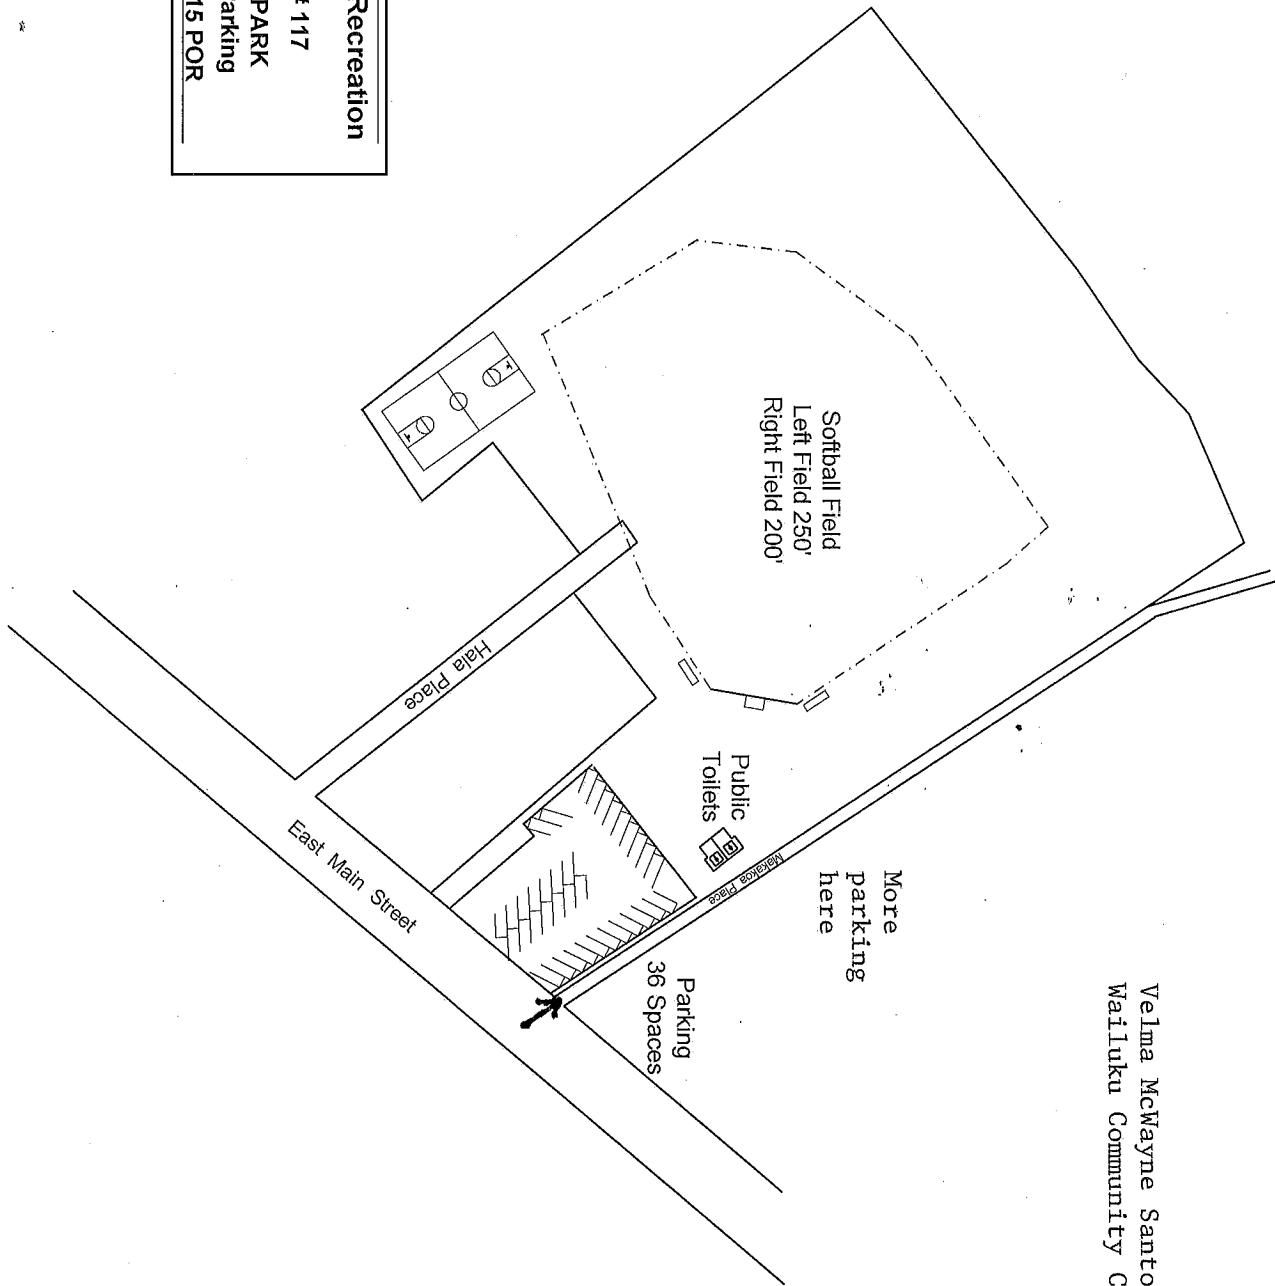 Velma McWayne Santo
Wailuku Community C
More
parking
here
Parking
36 Spaces
Softball Field
Left Field 250'
Right Field 200'
Public
Toilets
Makakoa Place
Hala Place
East Main Street
Recreation
# 117
PARK
arking
15 POR